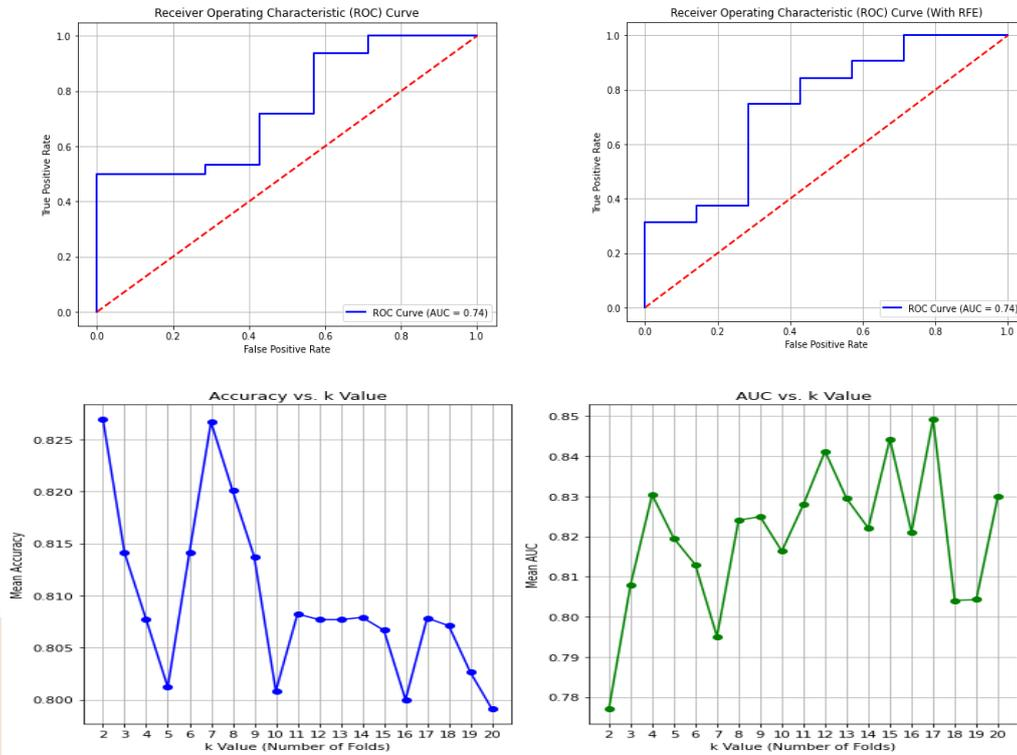 Receiver Operating Characteristic (ROC) Curve
1.0
0.8
0.6
0.4
0.2
0.0
True Positive Rate
ROC Curve (AUC = 0.74)
0.0 0.2 0.4 0.6 0.8 1.0
False Positive Rate
Receiver Operating Characteristic (ROC) Curve (With RFE)
1.0
0.8
0.6
0.4
0.2
0.0
True Positive Rate
ROC Curve (AUC = 0.74)
0.0 0.2 0.4 0.6 0.8 1.0
False Positive Rate
Accuracy vs. k Value
0.825
0.820
0.815
0.810
0.805
0.800
Mean Accuracy
2 3 4 5 6 7 8 9 10 11 12 13 14 15 16 17 18 19 20
k Value (Number of Folds)
AUC vs. k Value
0.85
0.84
0.83
0.82
0.81
0.80
0.79
0.78
Mean AUC
2 3 4 5 6 7 8 9 10 11 12 13 14 15 16 17 18 19 20
k Value (Number of Folds)